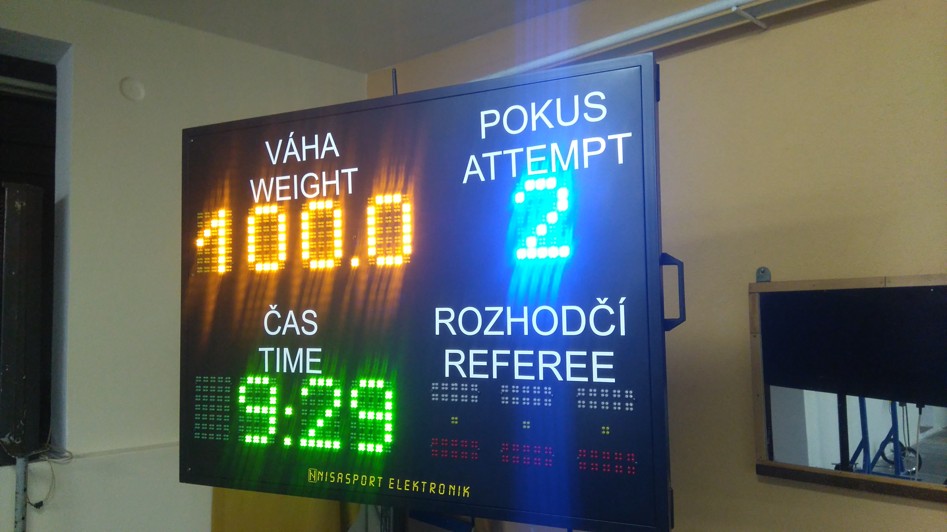 VÁHA
WEIGHT
100.0
POKUS
ATTEMPT
2
ČAS
TIME
9:29
ROZHODČÍ
REFEREE
NISASPORT ELEKTRONIK